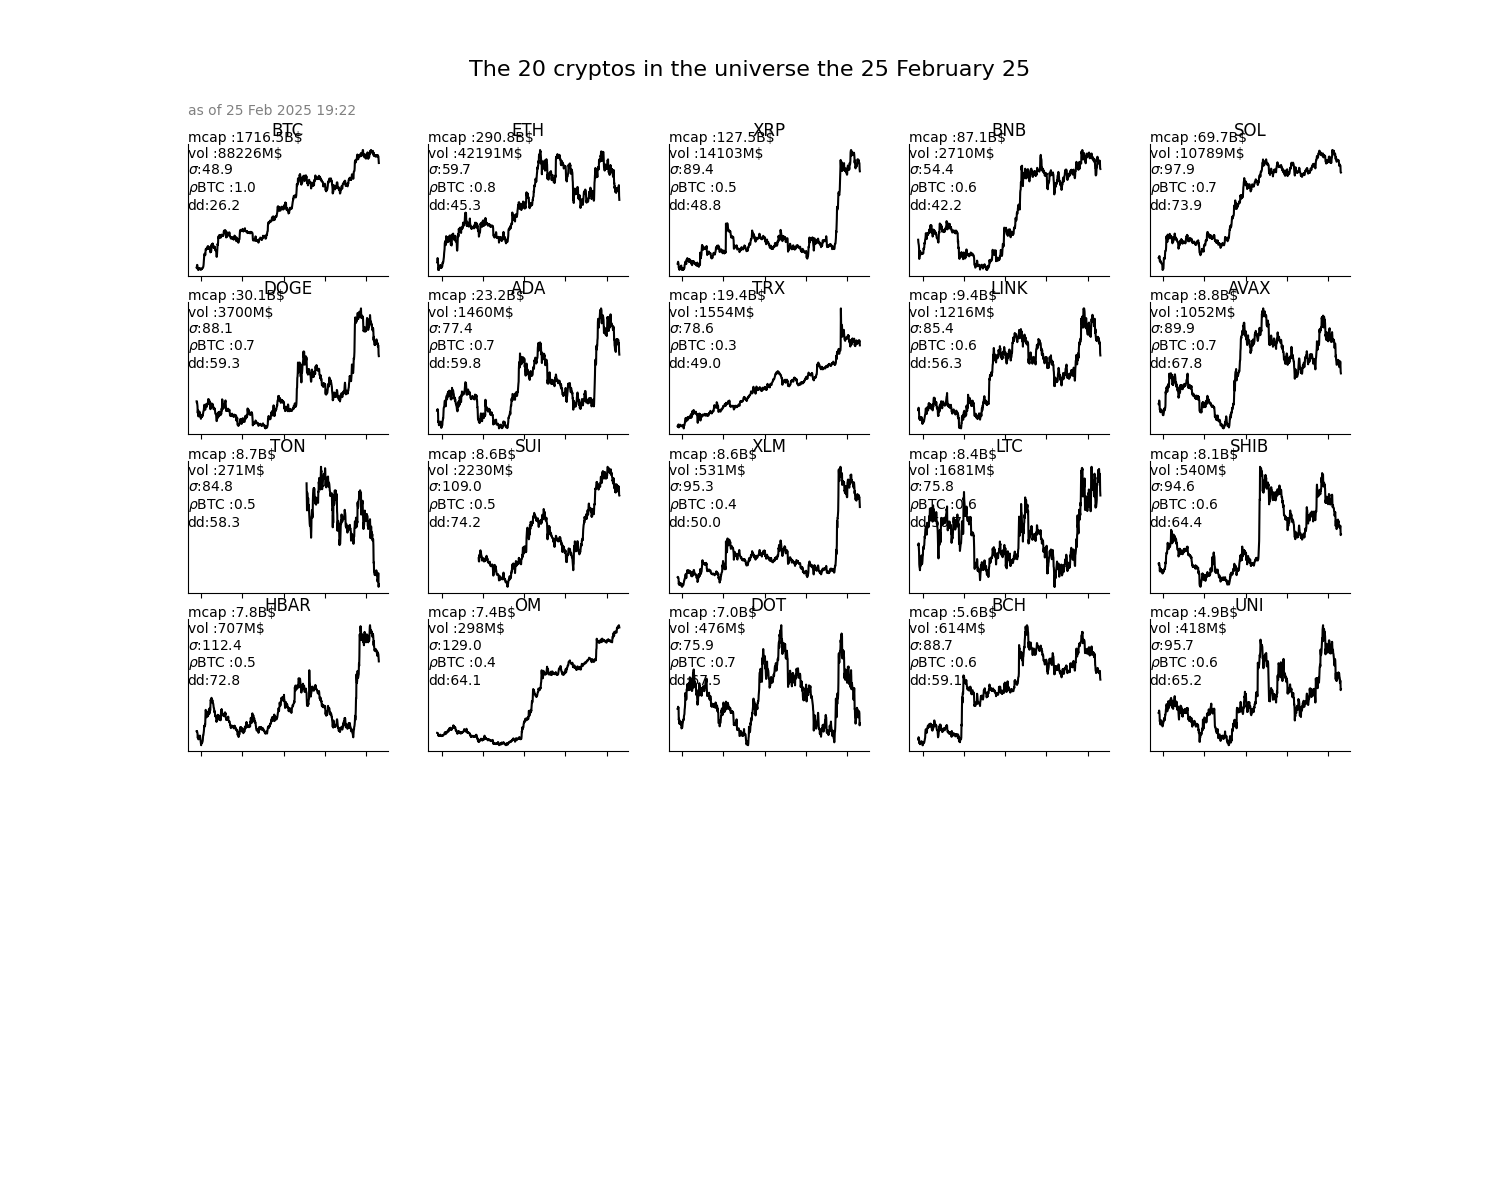 The 20 cryptos in the universe the 25 February 25
as of 25 Feb 2025 19:22
BTC
mcap :1716.5B$
vol :88226M$
σ:48.9
ρBTC :1.0
dd:26.2
ETH
mcap :290.8B$
vol :42191M$
σ:59.7
ρBTC :0.8
dd:45.3
XRP
mcap :127.5B$
vol :14103M$
σ:89.4
ρBTC :0.5
dd:48.8
BNB
mcap :87.1B$
vol :2710M$
σ:54.4
ρBTC :0.6
dd:42.2
SOL
mcap :69.7B$
vol :10789M$
σ:97.9
ρBTC :0.7
dd:73.9
DOGE
mcap :30.1B$
vol :3700M$
σ:88.1
ρBTC :0.7
dd:59.3
ADA
mcap :23.2B$
vol :1460M$
σ:77.4
ρBTC :0.7
dd:59.8
TRX
mcap :19.4B$
vol :1554M$
σ:78.6
ρBTC :0.3
dd:49.0
LINK
mcap :9.4B$
vol :1216M$
σ:85.4
ρBTC :0.6
dd:56.3
AVAX
mcap :8.8B$
vol :1052M$
σ:89.9
ρBTC :0.7
dd:67.8
TON
mcap :8.7B$
vol :271M$
σ:84.8
ρBTC :0.5
dd:58.3
SUI
mcap :8.6B$
vol :2230M$
σ:109.0
ρBTC :0.5
dd:74.2
XLM
mcap :8.6B$
vol :531M$
σ:95.3
ρBTC :0.4
dd:50.0
LTC
mcap :8.4B$
vol :1681M$
σ:75.8
ρBTC :0.6
SHIB
mcap :8.1B$
vol :540M$
σ:94.6
ρBTC :0.6
dd:64.4
HBAR
mcap :7.8B$
vol :707M$
σ:112.4
ρBTC :0.5
dd:72.8
OM
mcap :7.4B$
vol :298M$
σ:129.0
ρBTC :0.4
dd:64.1
DOT
mcap :7.0B$
vol :476M$
σ:75.9
ρBTC :0.7
dd:67.5
BCH
mcap :5.6B$
vol :614M$
σ:88.7
ρBTC :0.6
dd:59.1
UNI
mcap :4.9B$
vol :418M$
σ:95.7
ρBTC :0.6
dd:65.2